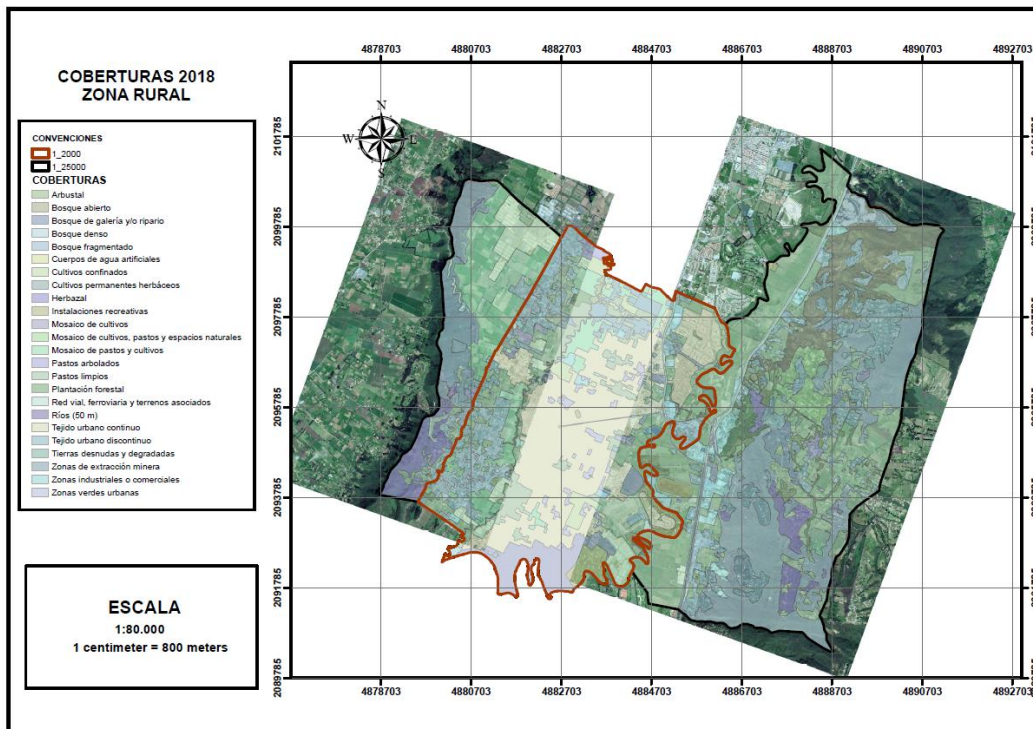 COBERTURAS 2018
ZONA RURAL
CONVENCIONES
1_2000
1_25000
COBERTURAS
Arbustal
Bosque abierto
Bosque de galería y/o ripario
Bosque denso
Bosque fragmentado
Cuerpos de agua artificiales
Cultivos confinados
Cultivos permanentes herbáceos
Herbazal
Instalaciones recreativas
Mosaico de cultivos
Mosaico de cultivos, pastos y espacios naturales
Mosaico de pastos y cultivos
Pastos arbolados
Pastos limpios
Plantación forestal
Red vial, ferroviaria y terrenos asociados
Ríos (50 m)
Tejido urbano continuo
Tejido urbano discontinuo
Tierras desnudas y degradadas
Zonas de extracción minera
Zonas industriales o comerciales
Zonas verdes urbanas
ESCALA
1:80.000
1 centimeter = 800 meters
4878703 4880703 4882703 4884703 4886703 4888703 4890703 4892703
N
W E
S
2101785
2099785
2097785
2095785
2093785
2091785
2089785
4878703 4880703 4882703 4884703 4886703 4888703 4890703 4892703